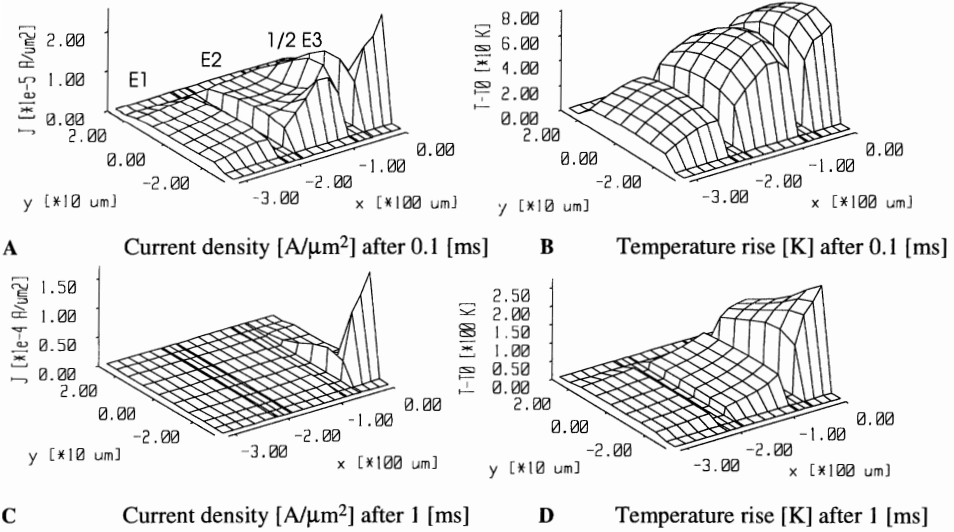 J [*1e-5 A/um2]
2.00
1.00
0.00
E1
E2
1/2 E3
2.00
0.00
-2.00
y [*10 um]
-3.00
-2.00
-1.00
0.00
x [*100 um]
A Current density [A/μm²] after 0.1 [ms]
T-T0 [*10 K]
8.00
6.00
4.00
2.00
0.00
2.00
0.00
-2.00
y [*10 um]
-3.00
-2.00
-1.00
0.00
x [*100 um]
B Temperature rise [K] after 0.1 [ms]
J [*1e-4 A/um2]
1.50
1.00
0.50
0.00
2.00
0.00
-2.00
y [*10 um]
-3.00
-2.00
-1.00
0.00
x [*100 um]
C Current density [A/μm²] after 1 [ms]
T-T0 [*100 K]
2.50
2.00
1.50
1.00
0.50
0.00
2.00
0.00
-2.00
y [*10 um]
-3.00
-2.00
-1.00
0.00
x [*100 um]
D Temperature rise [K] after 1 [ms]